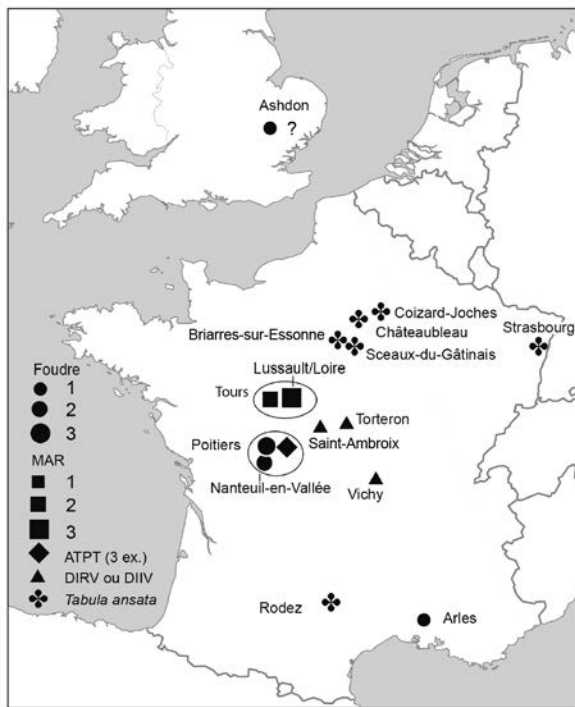 Ashdon
?
Coizard-Joches
Châteaubleau
Strasbourg
Briarres-sur-Essonne
Sceaux-du-Gâtinais
Lussault/Loire
Tours
Torteron
Saint-Ambroix
Poitiers
Nanteuil-en-Vallée
Vichy
Rodez
Arles
Foudre
1
2
3
MAR
1
2
3
ATPT (3 ex.)
DIRV ou DIIV
Tabula ansata